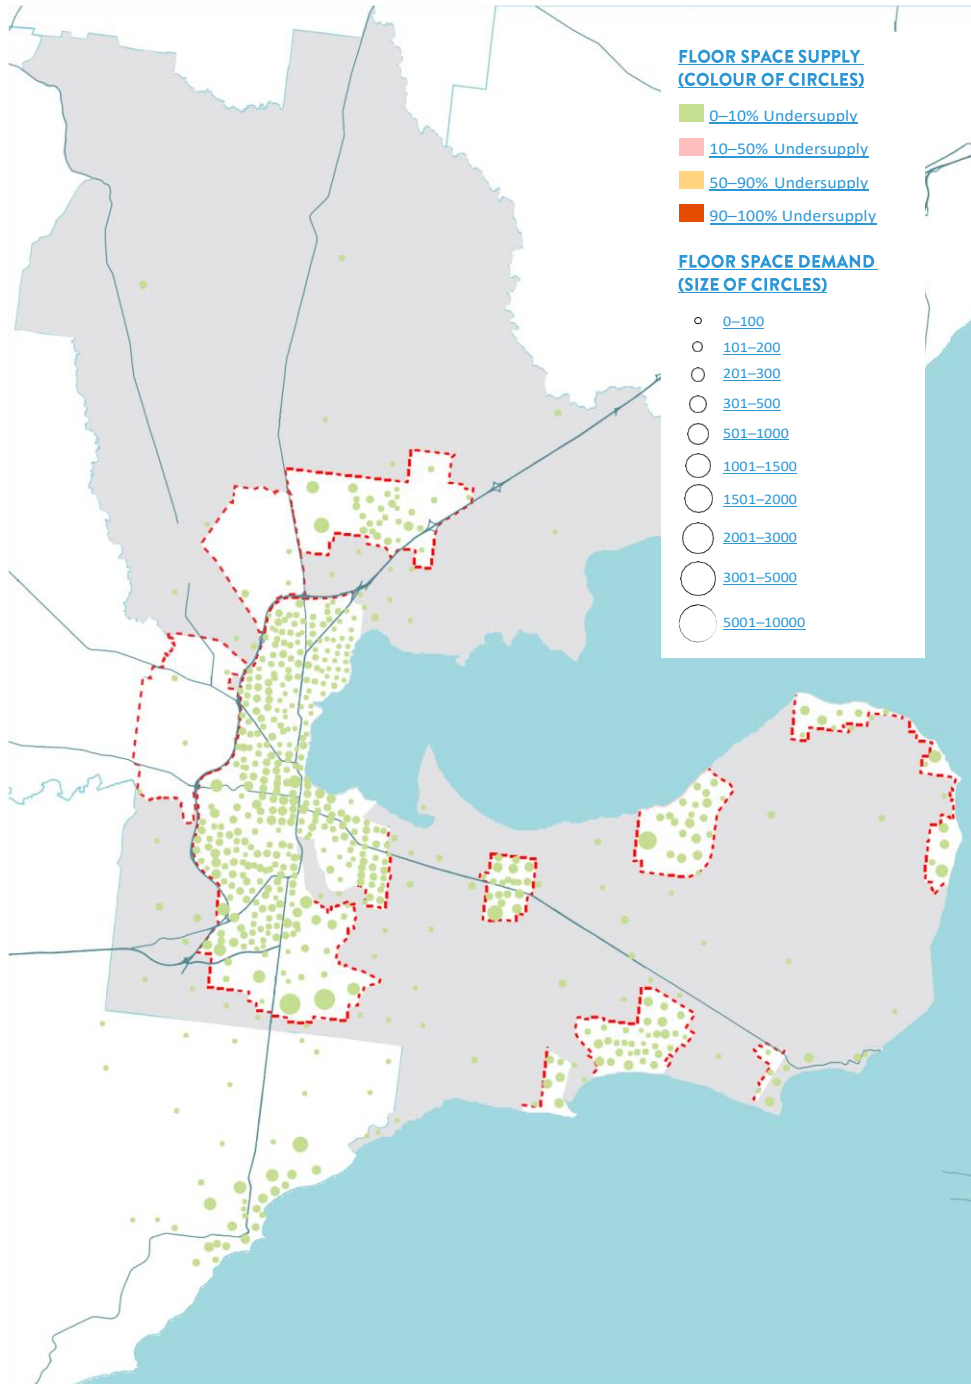 FLOOR SPACE SUPPLY
(COLOUR OF CIRCLES)
0–10% Undersupply
10–50% Undersupply
50–90% Undersupply
90–100% Undersupply
FLOOR SPACE DEMAND
(SIZE OF CIRCLES)
0–100
101–200
201–300
301–500
501–1000
1001–1500
1501–2000
2001–3000
3001–5000
5001–10000